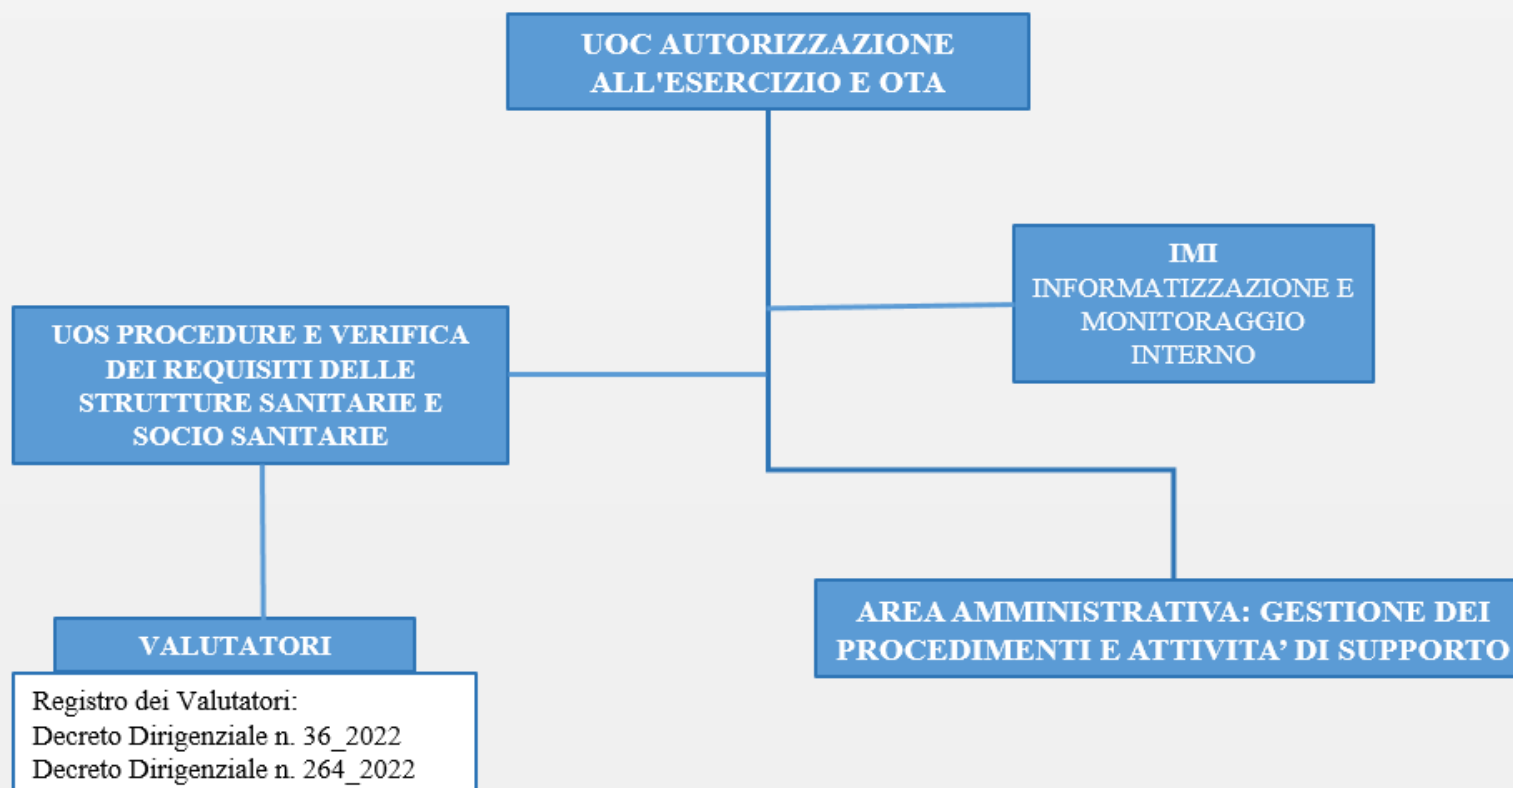 UOC AUTORIZZAZIONE
ALL'ESERCIZIO E OTA
IMI
INFORMATIZZAZIONE E
MONITORAGGIO
INTERNO
UOS PROCEDURE E VERIFICA
DEI REQUISITI DELLE
STRUTTURE SANITARIE E
SOCIO SANITARIE
AREA AMMINISTRATIVA: GESTIONE DEI
PROCEDIMENTI E ATTIVITA’ DI SUPPORTO
VALUTATORI
Registro dei Valutatori:
Decreto Dirigenziale n. 36_2022
Decreto Dirigenziale n. 264_2022